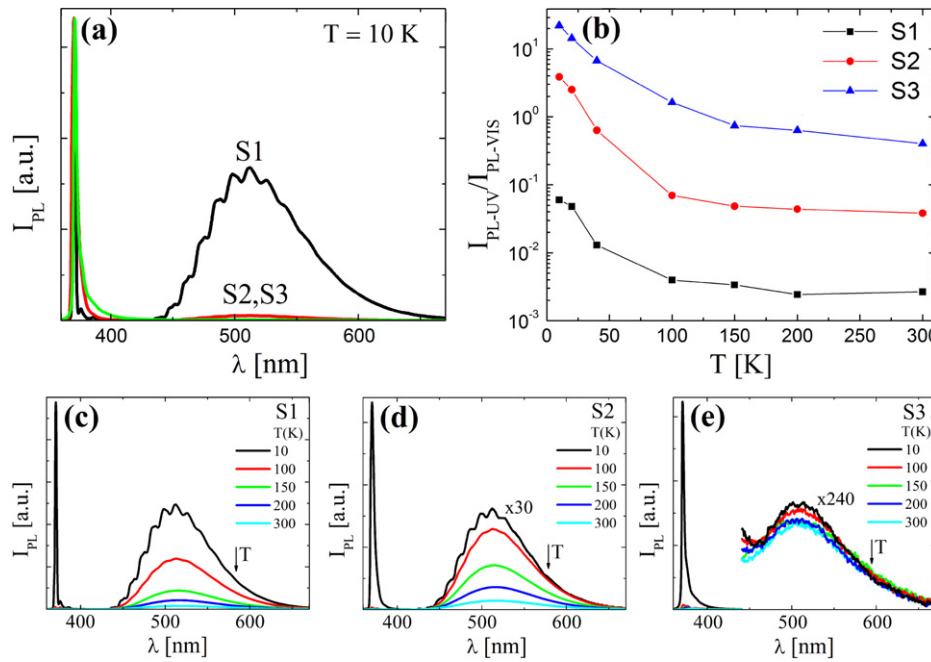 (a)
T = 10 K
S1
S2,S3
I_PL [a.u.]
400
500
600
λ [nm]
(b)
S1
S2
S3
I_PL-UV/I_PL-VIS
10^1
10^0
10^-1
10^-2
10^-3
0
50
100
150
200
250
300
T [K]
(c)
S1
T(K)
10
100
150
200
300
T
I_PL [a.u.]
400
500
600
λ [nm]
(d)
S2
T(K)
10
100
150
200
300
x30
T
I_PL [a.u.]
400
500
600
λ [nm]
(e)
S3
T(K)
10
100
150
200
300
x240
T
I_PL [a.u.]
400
500
600
λ [nm]